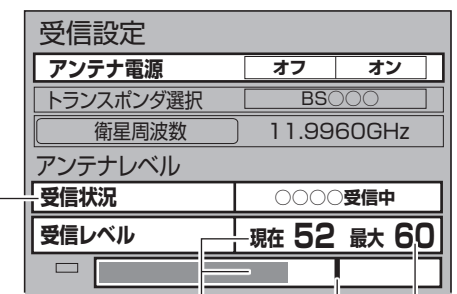 受信設定
アンテナ電源 オフ オン
トランスポンダ選択 BS○○○
衛星周波数 11.9960GHz
アンテナレベル
受信状況 ○○○○受信中
受信レベル 現在 52 最大 60